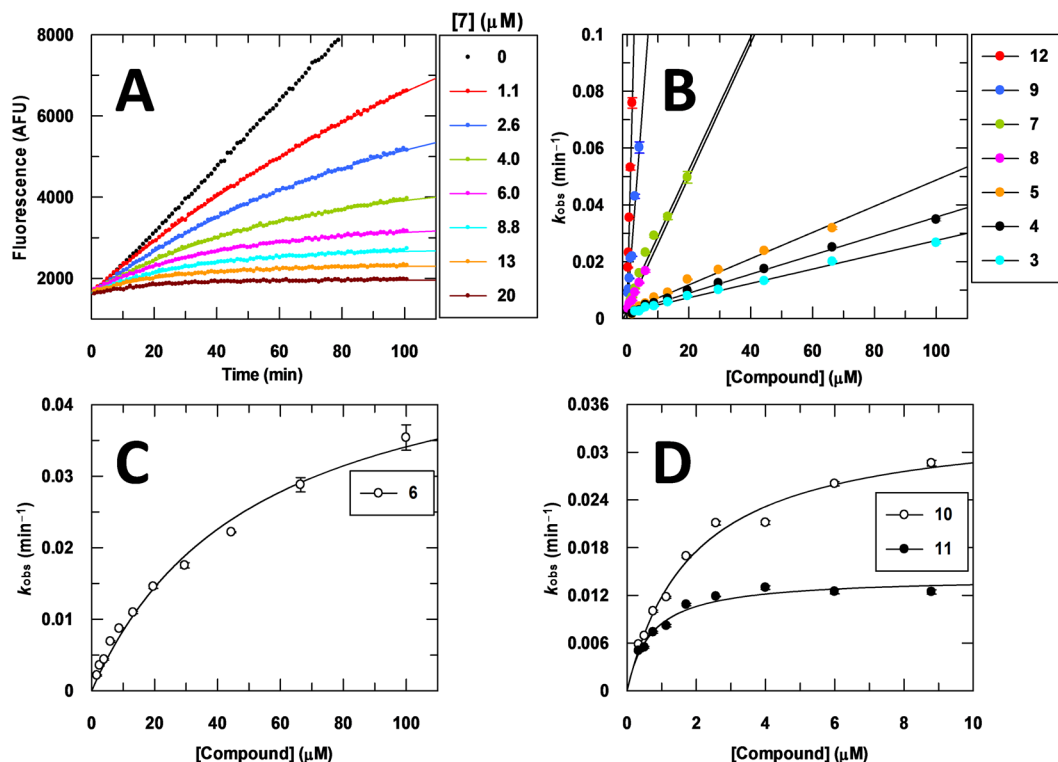 [7] (μM)
A
8000
6000
4000
2000
1000
Fluorescence (AFU)
0 20 40 60 80 100
Time (min)
0
1.1
2.6
4.0
6.0
8.8
13
20
B
0.1
0.08
0.06
0.04
0.02
0
kobs (min−1)
0 20 40 60 80 100
[Compound] (μM)
12
9
7
8
5
4
3
C
0.04
0.03
0.02
0.01
0
kobs (min−1)
0 20 40 60 80 100
[Compound] (μM)
6
D
0.036
0.03
0.024
0.018
0.012
0.006
0
kobs (min−1)
0 2 4 6 8 10
[Compound] (μM)
10
11